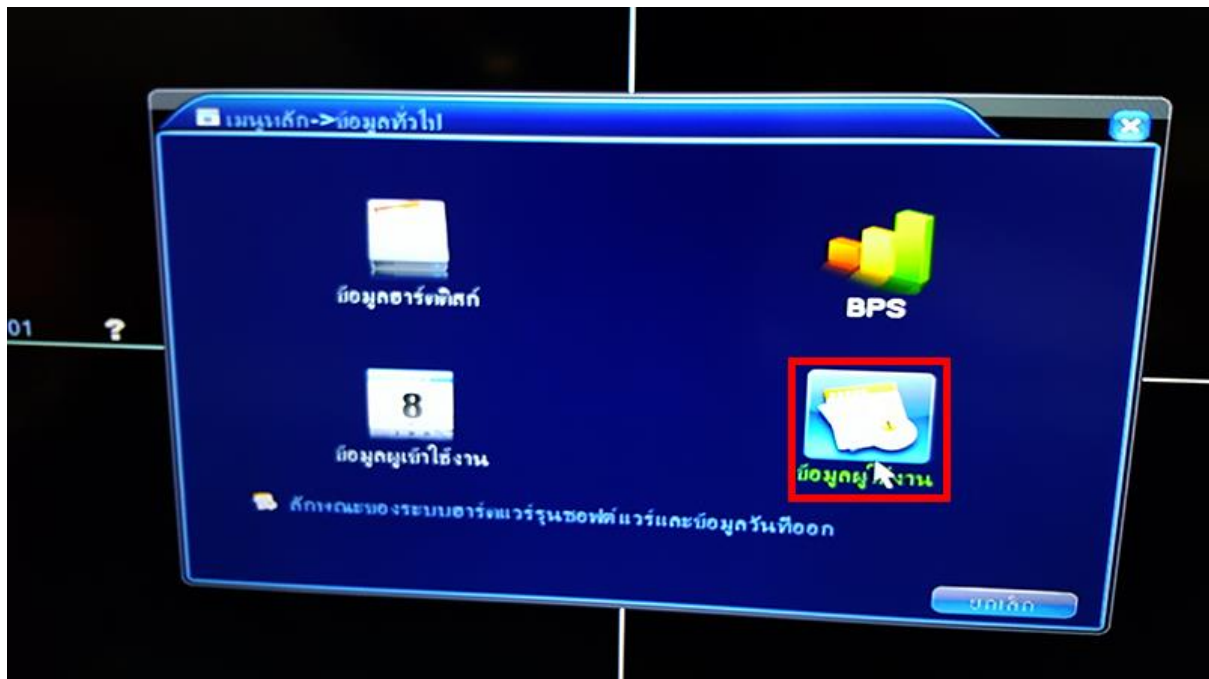 เมนูหลัก->ข้อมูลทั่วไป
ข้อมูลฮาร์ดดิสก์
BPS
01 ?
8
ข้อมูลผู้เข้าใช้งาน
ข้อมูลผู้ใช้งาน
ลักษณะของระบบฮาร์ดแวร์รุ่นซอฟต์แวร์และข้อมูลวันที่ออก
ยกเลิก